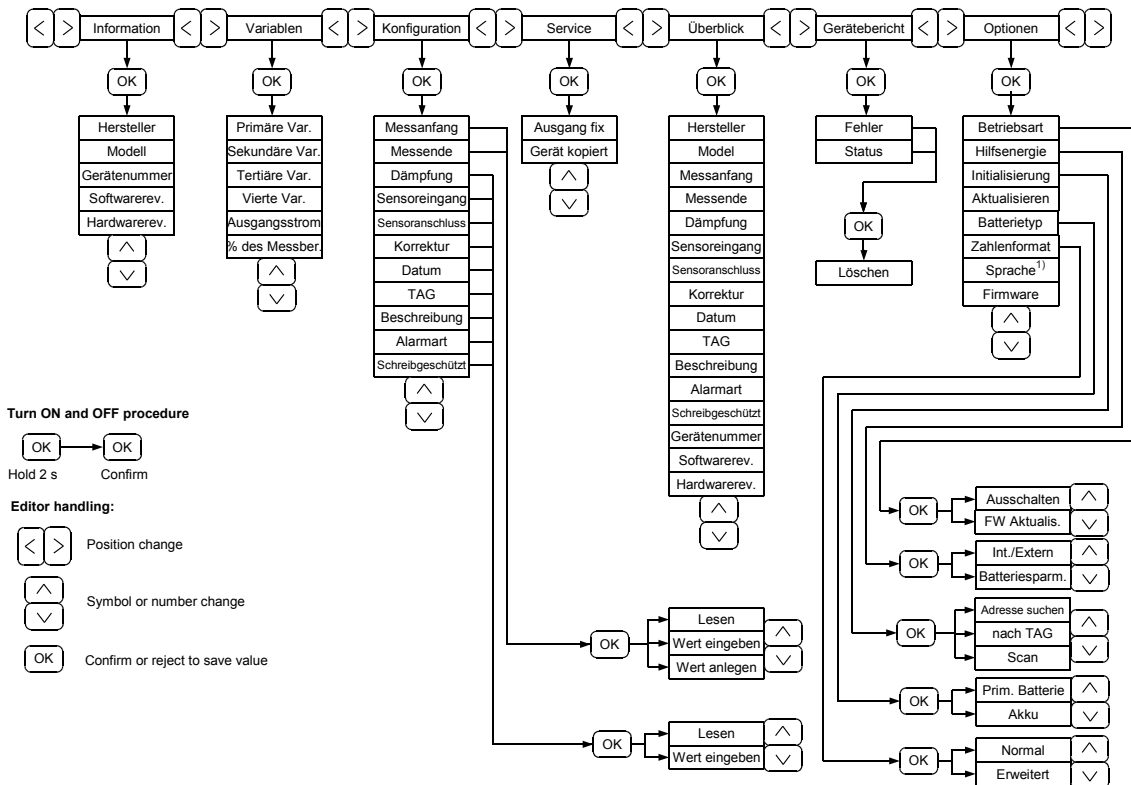 Information
Variablen
Konfiguration
Service
Überblick
Gerätebericht
Optionen
OK
OK
OK
OK
OK
OK
OK
Hersteller
Modell
Gerätenummer
Softwarerev.
Hardwarerev.
Primäre Var.
Sekundäre Var.
Tertiäre Var.
Vierte Var.
Ausgangsstrom
% des Messber.
Messanfang
Messende
Dämpfung
Sensoreingang
Sensoranschluss
Korrektur
Datum
TAG
Beschreibung
Alarmart
Schreibgeschützt
Ausgang fix
Gerät kopiert
Hersteller
Model
Messanfang
Messende
Dämpfung
Sensoreingang
Sensoranschluss
Korrektur
Datum
TAG
Beschreibung
Alarmart
Schreibgeschützt
Gerätenummer
Softwarerev.
Hardwarerev.
Fehler
Status
OK
Löschen
Betriebsart
Hilfsenergie
Initialisierung
Aktualisieren
Batterietyp
Zahlenformat
Sprache1)
Firmware
Turn ON and OFF procedure
OK
OK
Hold 2 s
Confirm
Editor handling:
Position change
Symbol or number change
OK
Confirm or reject to save value
OK
Lesen
Wert eingeben
Wert anlegen
OK
Lesen
Wert eingeben
OK
Ausschalten
FW Aktualis.
OK
Int./Extern
Batteriesparm.
OK
Adresse suchen
nach TAG
Scan
OK
Prim. Batterie
Akku
OK
Normal
Erweitert